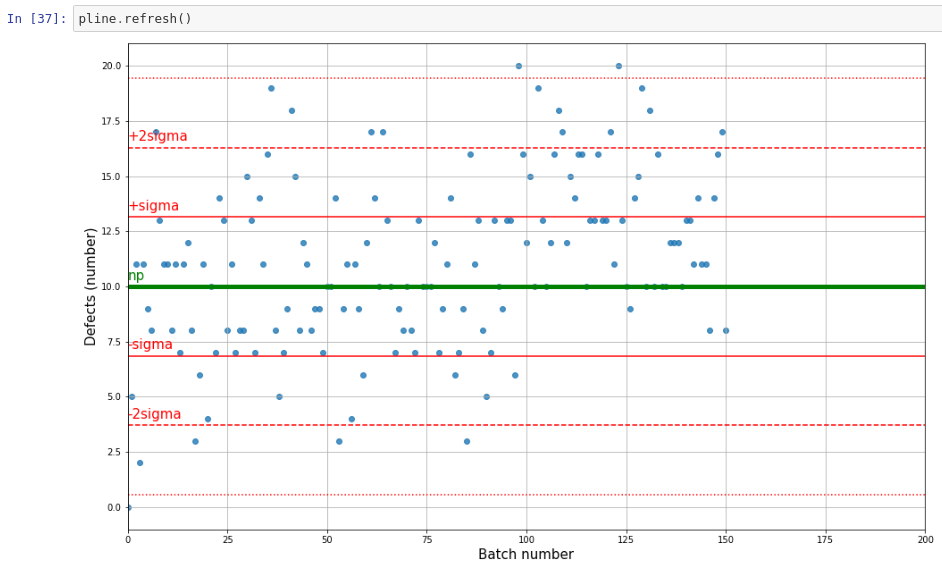 In [37]: pline.refresh()
20.0
+2sigma
17.5
15.0
+sigma
12.5
np
10.0
Defects (number)
-sigma
7.5
5.0
-2sigma
2.5
0.0
0 25 50 75 100 125 150 175 200
Batch number